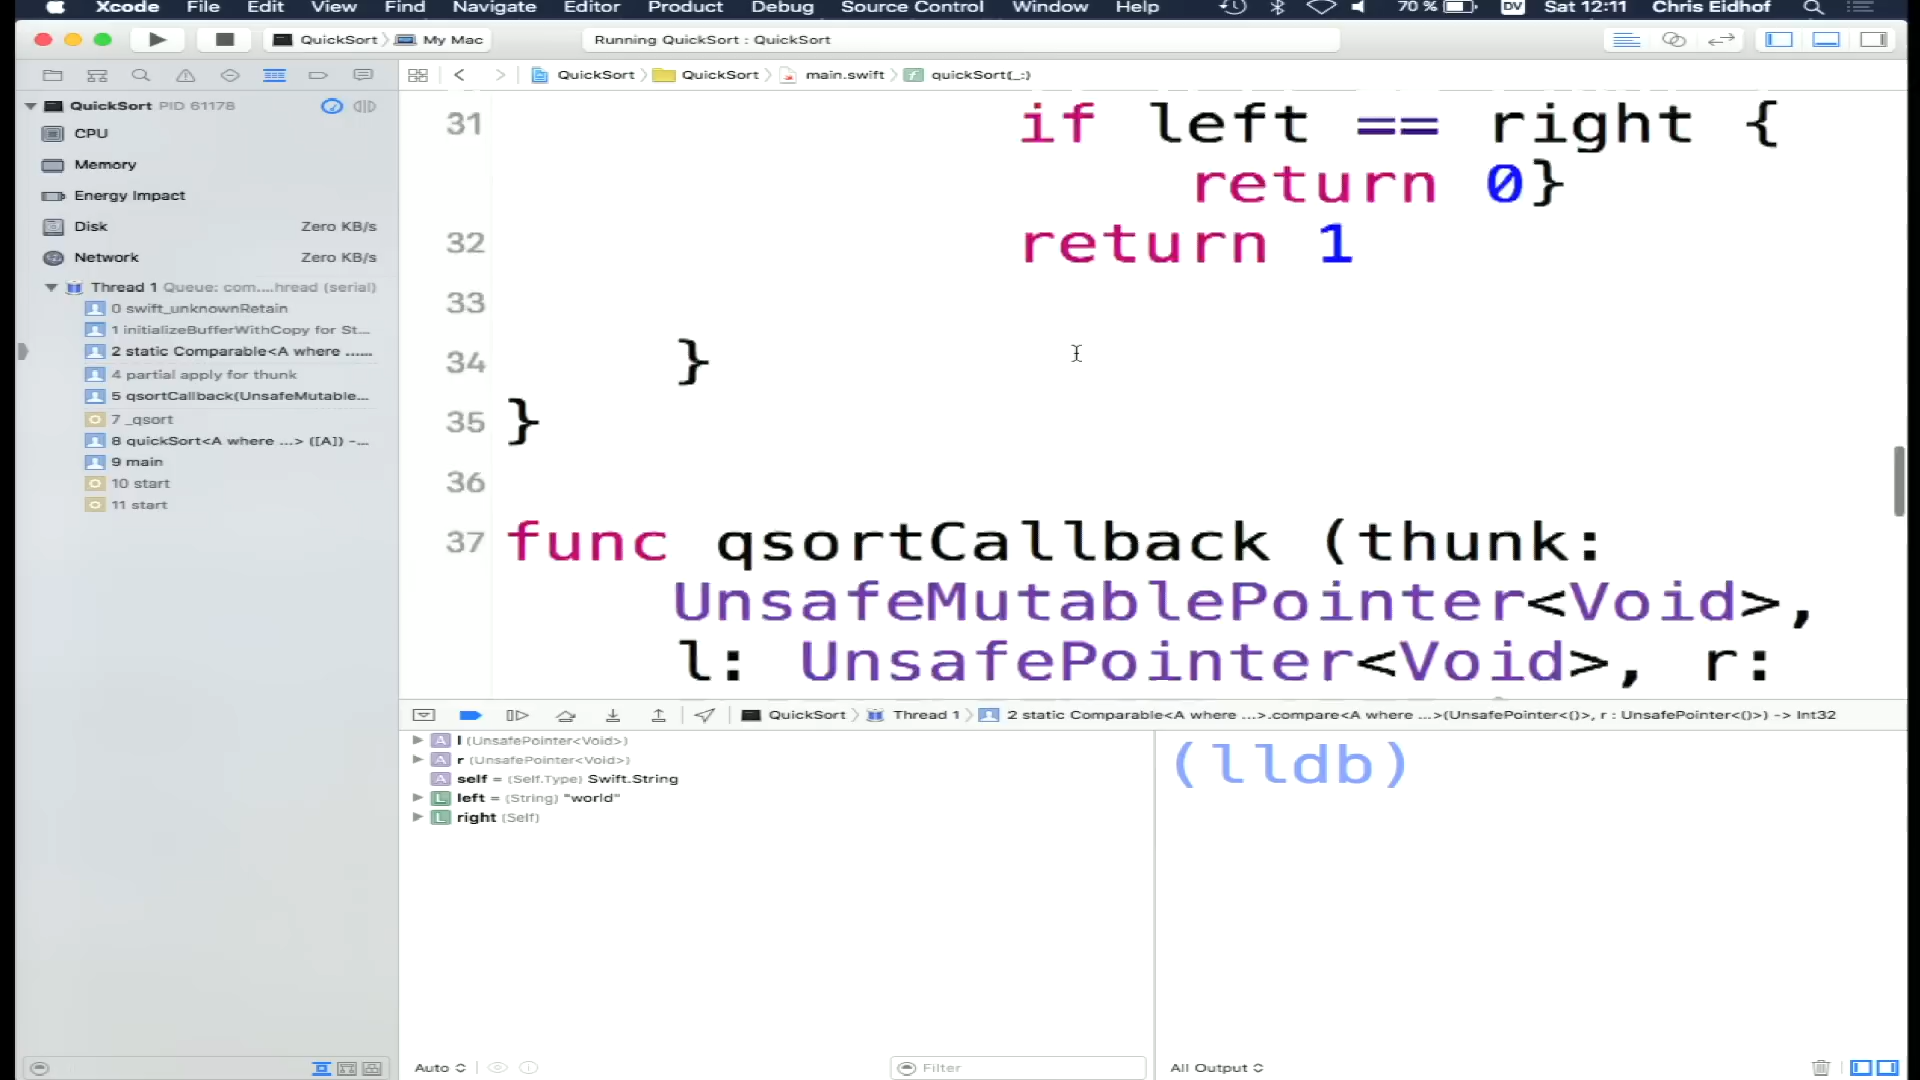 Xcode File Edit View Find Navigate Editor Product Debug Source Control Window Help 70 % DV Sat 12:11 Chris Eidhof
QuickSort My Mac Running QuickSort : QuickSort
QuickSort QuickSort main.swift quickSort(_:)
QuickSort PID 61178
CPU
Memory
Energy Impact
Disk Zero KB/s
Network Zero KB/s
Thread 1 Queue: com....hread (serial)
0 swift_unknownRetain
1 initializeBufferWithCopy for St...
2 static Comparable<A where ......
4 partial apply for thunk
5 qsortCallback(UnsafeMutable...
7 _qsort
8 quickSort<A where ...> ([A]) -...
9 main
10 start
11 start
31 if left == right {
return 0}
32 return 1
33
34 }
35 }
36
37 func qsortCallback (thunk:
UnsafeMutablePointer<Void>,
l: UnsafePointer<Void>, r:
QuickSort Thread 1 2 static Comparable<A where ...>.compare<A where ...>(UnsafePointer<()>, r : UnsafePointer<()>) -> Int32
A l (UnsafePointer<Void>)
A r (UnsafePointer<Void>)
A self = (Self.Type) Swift.String
L left = (String) "world"
L right (Self)
(lldb)
Auto Filter All Output